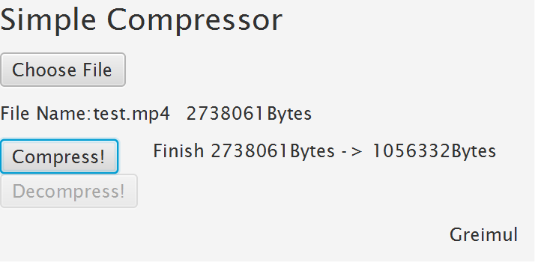 Simple Compressor
Choose File
File Name:test.mp4 2738061Bytes
Compress! Finish 2738061Bytes -> 1056332Bytes
Decompress!
Greimul